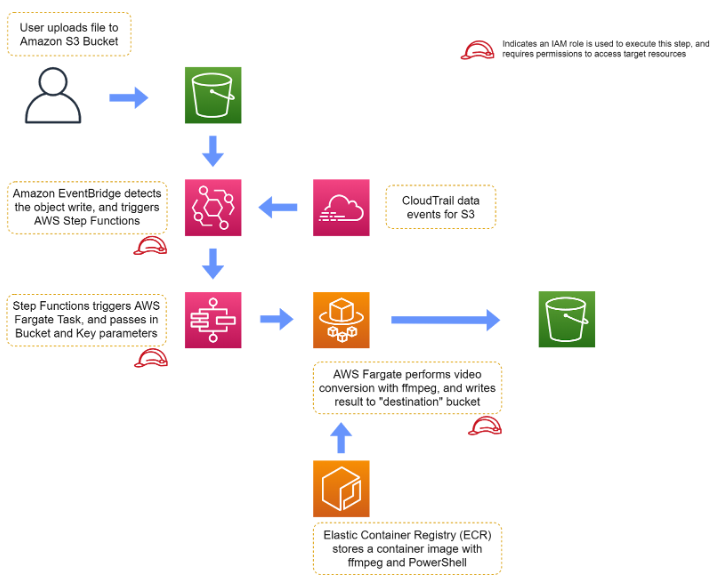 User uploads file to
Amazon S3 Bucket
Indicates an IAM role is used to execute this step, and
requires permissions to access target resources
Amazon EventBridge detects
the object write, and triggers
AWS Step Functions
CloudTrail data
events for S3
Step Functions triggers AWS
Fargate Task, and passes in
Bucket and Key parameters
AWS Fargate performs video
conversion with ffmpeg, and writes
result to "destination" bucket
Elastic Container Registry (ECR)
stores a container image with
ffmpeg and PowerShell